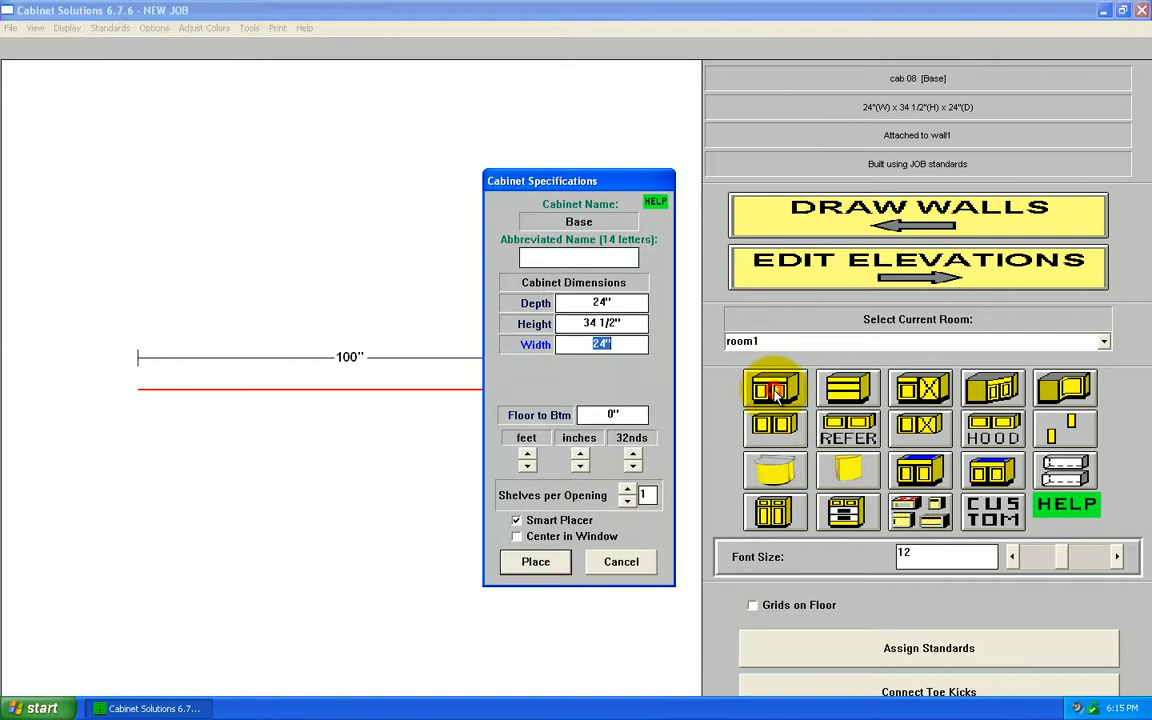 Cabinet Solutions 6.7.6 - NEW JOB
File View Display Standards Options Adjust Colors Tools Print Help
cab 08 [Base]
24"(W) x 34 1/2"(H) x 24"(D)
Attached to wall1
Built using JOB standards
DRAW WALLS
EDIT ELEVATIONS
Select Current Room:
room1
REFER
HOOD
CUS
TOM
HELP
Font Size: 12
Grids on Floor
Assign Standards
Connect Toe Kicks
100"
Cabinet Specifications
Cabinet Name: HELP
Base
Abbreviated Name (14 letters):
Cabinet Dimensions
Depth 24"
Height 34 1/2"
Width 24"
Floor to Btm 0"
feet inches 32nds
Shelves per Opening 1
Smart Placer
Center in Window
Place Cancel
start Cabinet Solutions 6.7... 6:15 PM